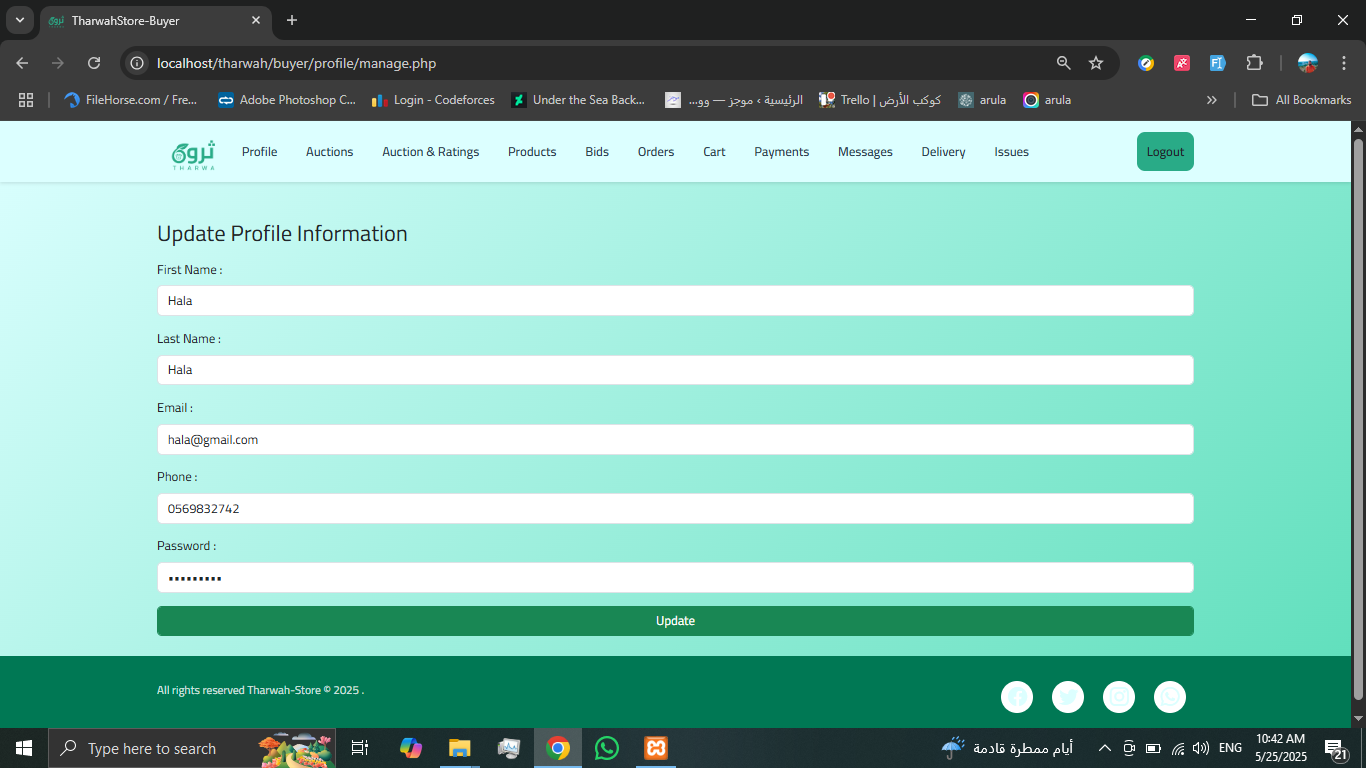 TharwahStore-Buyer
localhost/tharwah/buyer/profile/manage.php
FileHorse.com / Fre...
Adobe Photoshop C...
Login - Codeforces
Under the Sea Back...
الرئيسية › موجز — وو...
Trello | كوكب الأرض
arula
arula
All Bookmarks
ثروة
THARWA
Profile
Auctions
Auction & Ratings
Products
Bids
Orders
Cart
Payments
Messages
Delivery
Issues
Logout
Update Profile Information
First Name :
Hala
Last Name :
Hala
Email :
hala@gmail.com
Phone :
0569832742
Password :
Update
All rights reserved Tharwah-Store © 2025 .
Type here to search
أيام ممطرة قادمة
ENG
10:42 AM
5/25/2025
21